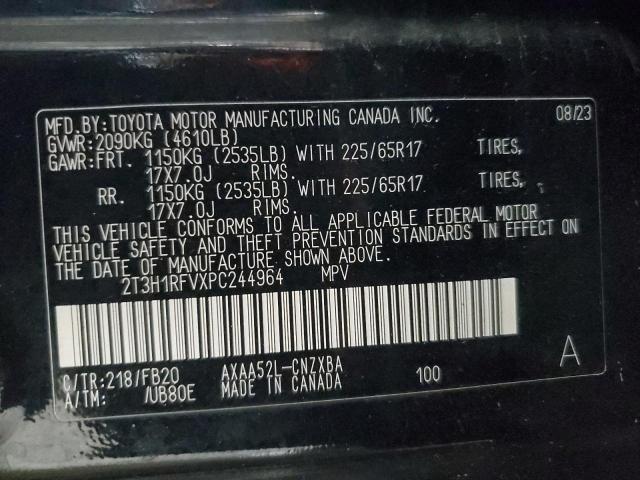 MFD.BY:TOYOTA MOTOR MANUFACTURING CANADA INC. 08/23
GVWR:2090KG (4610LB)
GAWR:FRT. 1150KG (2535LB) WITH 225/65R17 TIRES,
17X7.0J RIMS.
RR. 1150KG (2535LB) WITH 225/65R17 TIRES,
17X7.0J RIMS.
THIS VEHICLE CONFORMS TO ALL APPLICABLE FEDERAL MOTOR
VEHICLE SAFETY AND THEFT PREVENTION STANDARDS IN EFFECT ON
THE DATE OF MANUFACTURE SHOWN ABOVE.
2T3H1RFVXPC244964 MPV
C/TR:218/FB20 AXAA52L-CNZXBA 100 A
A/TM: /UB80E MADE IN CANADA